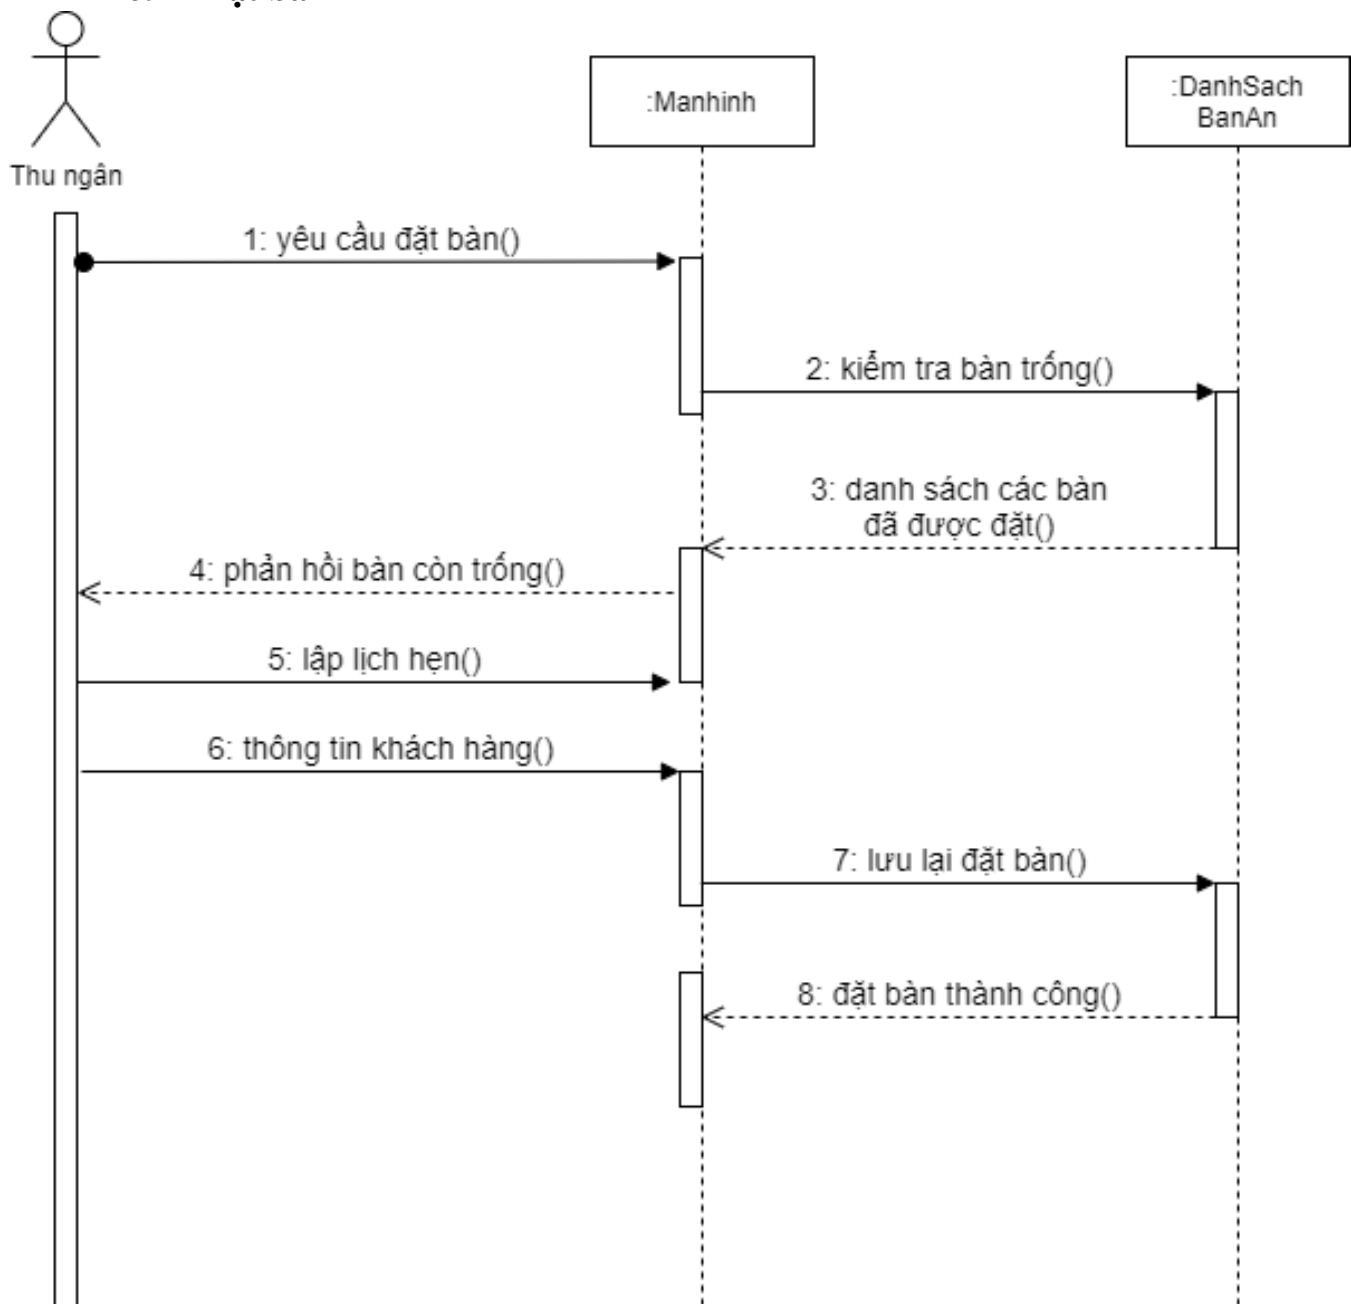 :Manhinh
:DanhSach
BanAn
Thu ngân
1: yêu cầu đặt bàn()
2: kiểm tra bàn trống()
3: danh sách các bàn
đã được đặt()
4: phản hồi bàn còn trống()
5: lập lịch hẹn()
6: thông tin khách hàng()
7: lưu lại đặt bàn()
8: đặt bàn thành công()